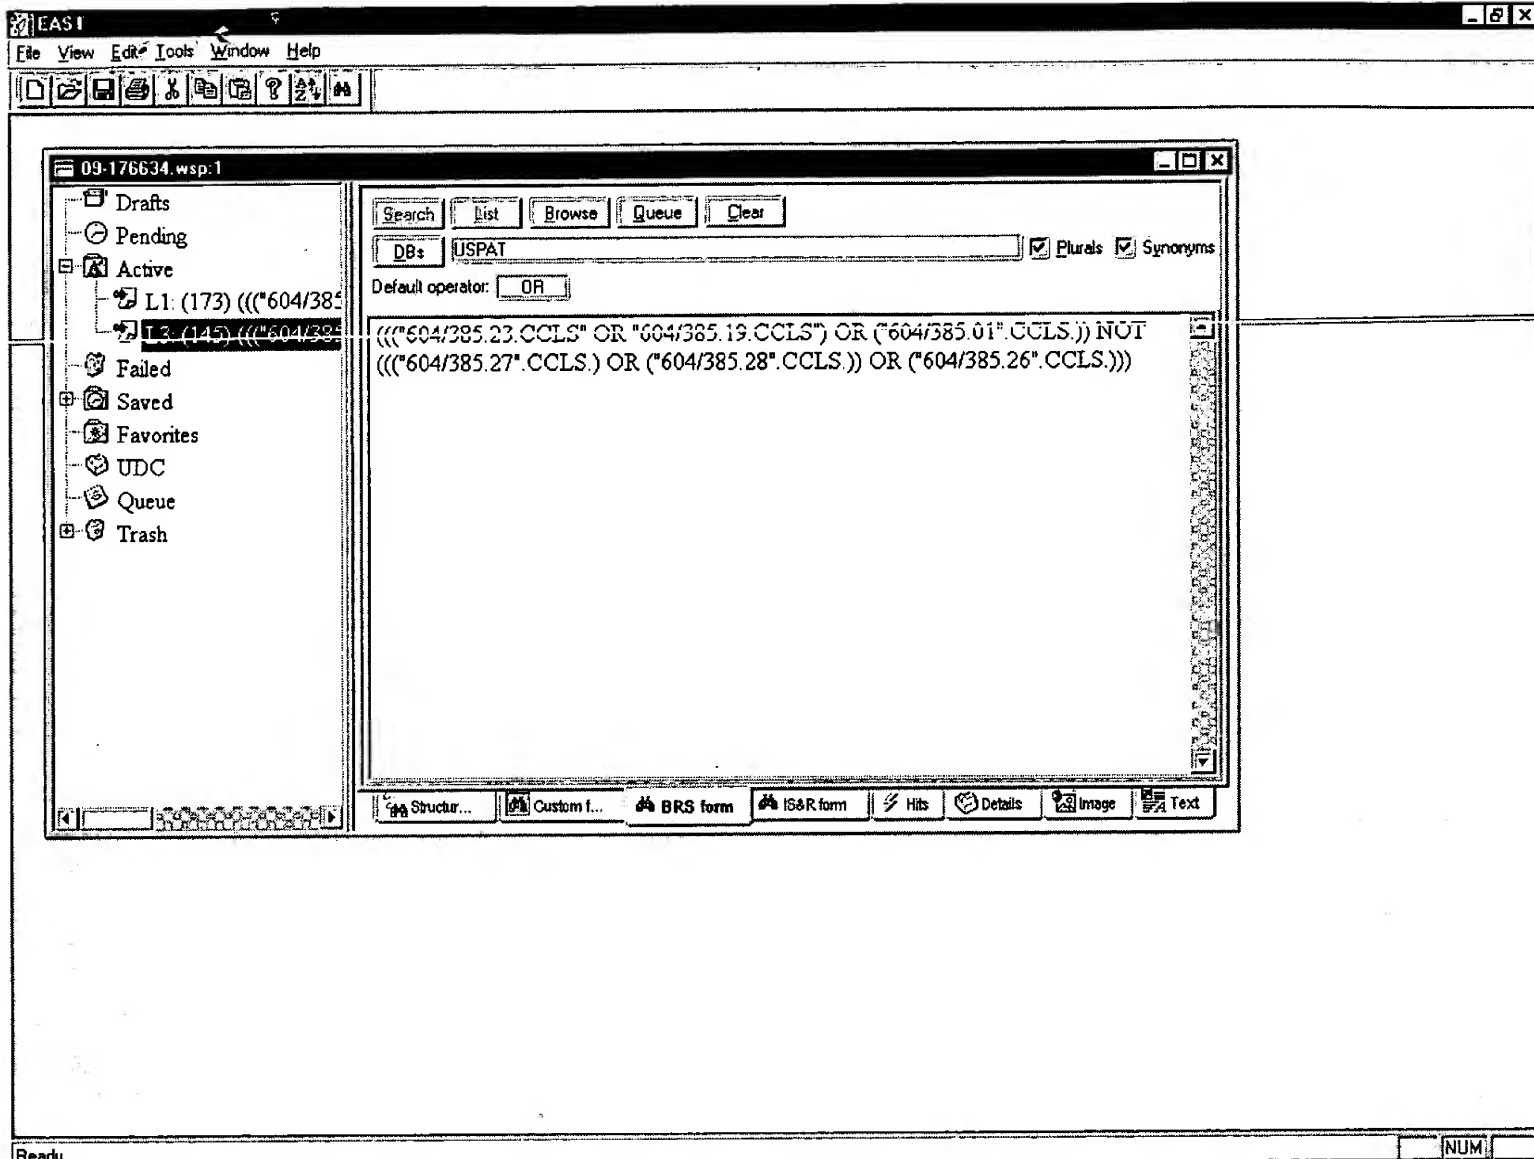 EAST
File View Edit Tools Window Help
09-176634.wsp:1
Drafts
Pending
Active
L1: (173) ((("604/385
L3: (145) ((("604/385
Failed
Saved
Favorites
UDC
Queue
Trash
Search List Browse Queue Clear
DBs USPAT Plurals Synonyms
Default operator: OR
((("604/385.23.CCLS" OR "604/385.19.CCLS") OR ("604/385.01".CCLS.)) NOT
((("604/385.27".CCLS.) OR ("604/385.28".CCLS.)) OR ("604/385.26".CCLS.)))
Structur... Custom f... BRS form IS&R form Hits Details Image Text
Ready NUM